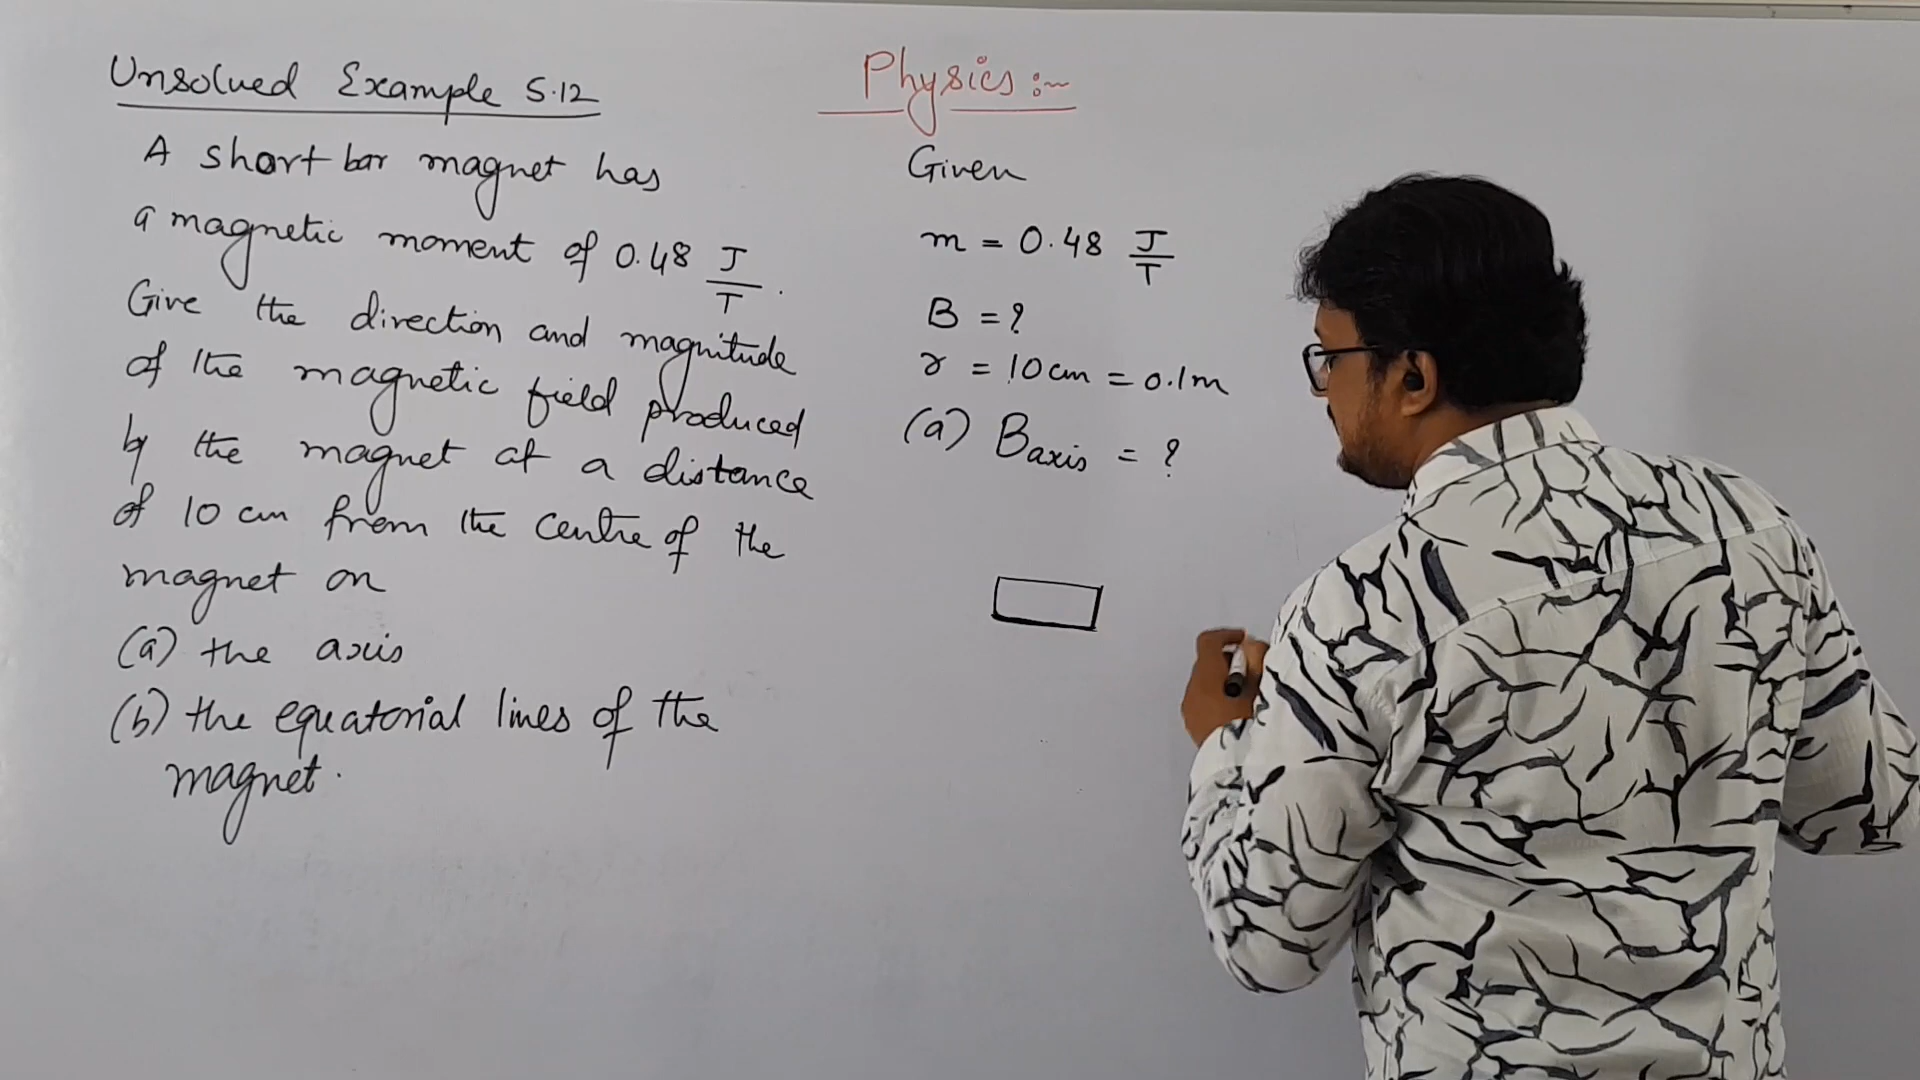 Unsolved Example 5.12
A short bar magnet has
a magnetic moment of 0.48 J/T.
Give the direction and magnitude
of the magnetic field produced
by the magnet at a distance
of 10 cm from the centre of the
magnet on
(a) the axis
(b) the equatorial lines of the
magnet.
Physics :~
Given
m = 0.48 J/T
B = ?
r = 10 cm = 0.1m
(a) Baxis = ?